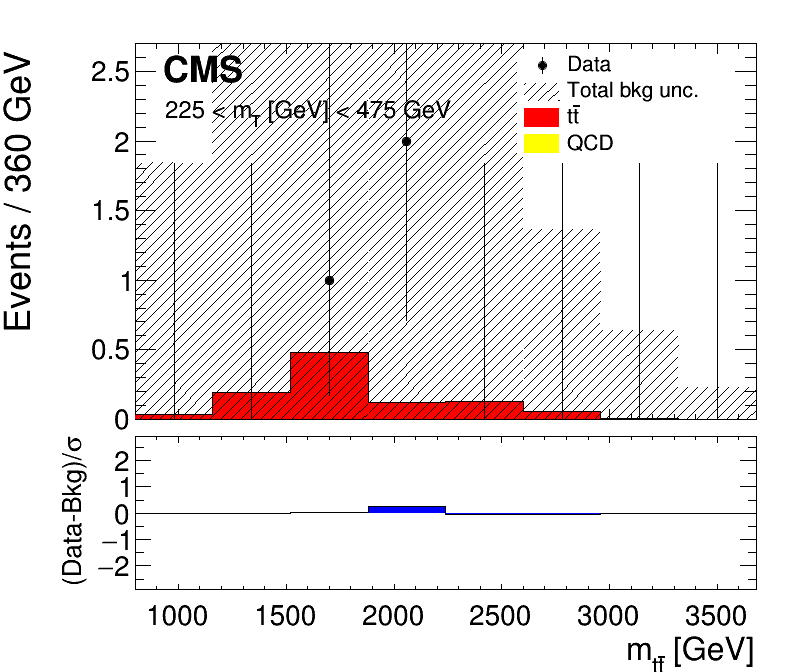 CMS
225 < m_T̄ [GeV] < 475 GeV
Data
Total bkg unc.
tt̄
QCD
Events / 360 GeV
2.5
2
1.5
1
0.5
0
(Data-Bkg)/σ
2
1
0
−1
−2
1000 1500 2000 2500 3000 3500
m_tt̄ [GeV]